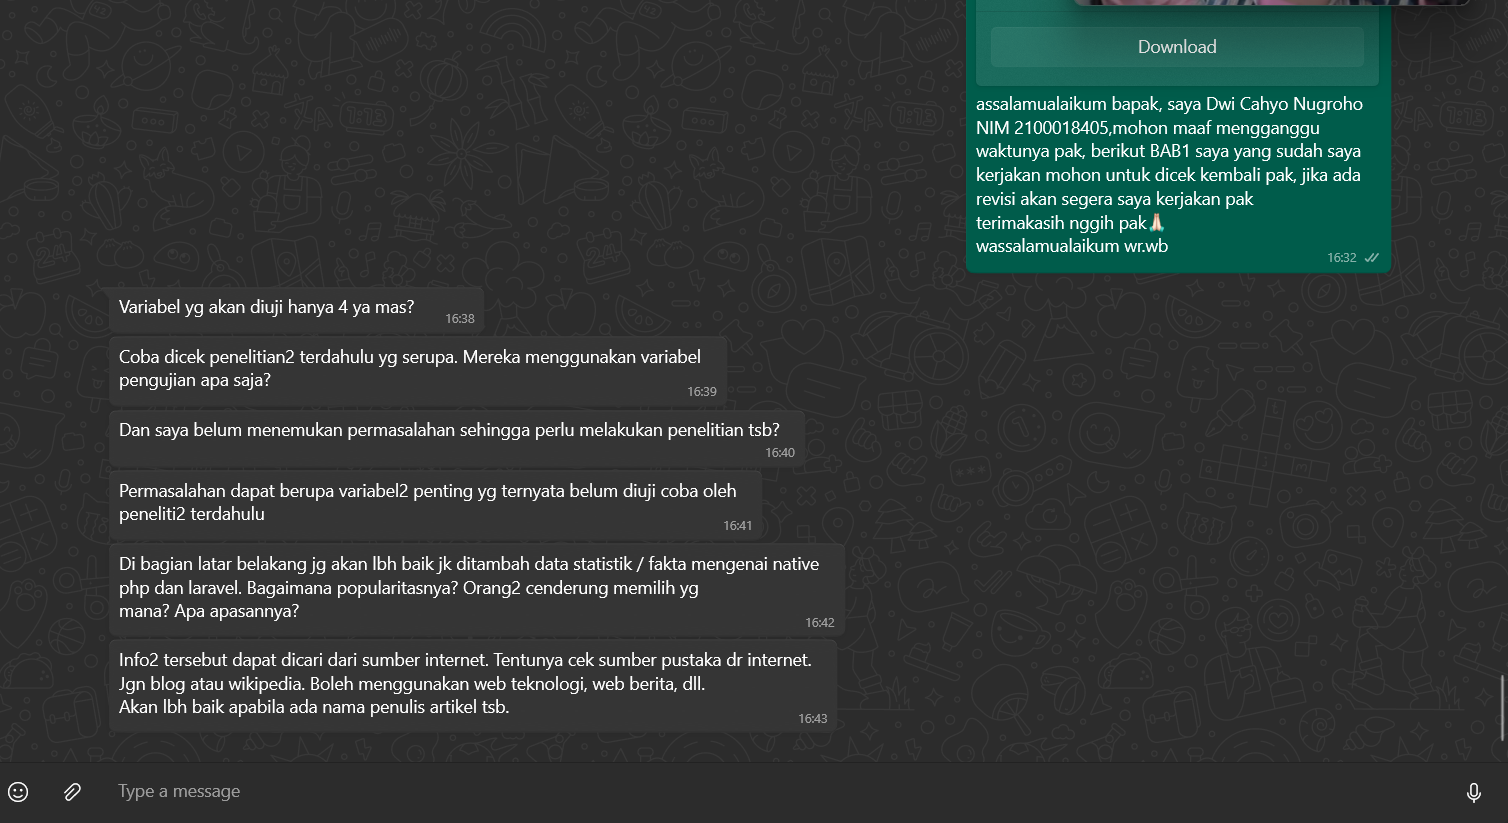 Download
assalamualaikum bapak, saya Dwi Cahyo Nugroho
NIM 2100018405,mohon maaf mengganggu
waktunya pak, berikut BAB1 saya yang sudah saya
kerjakan mohon untuk dicek kembali pak, jika ada
revisi akan segera saya kerjakan pak
terimakasih nggih pak🙏🏻
wassalamualaikum wr.wb
16:32
Variabel yg akan diuji hanya 4 ya mas?
16:38
Coba dicek penelitian2 terdahulu yg serupa. Mereka menggunakan variabel
pengujian apa saja?
16:39
Dan saya belum menemukan permasalahan sehingga perlu melakukan penelitian tsb?
16:40
Permasalahan dapat berupa variabel2 penting yg ternyata belum diuji coba oleh
peneliti2 terdahulu
16:41
Di bagian latar belakang jg akan lbh baik jk ditambah data statistik / fakta mengenai native
php dan laravel. Bagaimana popularitasnya? Orang2 cenderung memilih yg
mana? Apa apasannya?
16:42
Info2 tersebut dapat dicari dari sumber internet. Tentunya cek sumber pustaka dr internet.
Jgn blog atau wikipedia. Boleh menggunakan web teknologi, web berita, dll.
Akan lbh baik apabila ada nama penulis artikel tsb.
16:43
Type a message